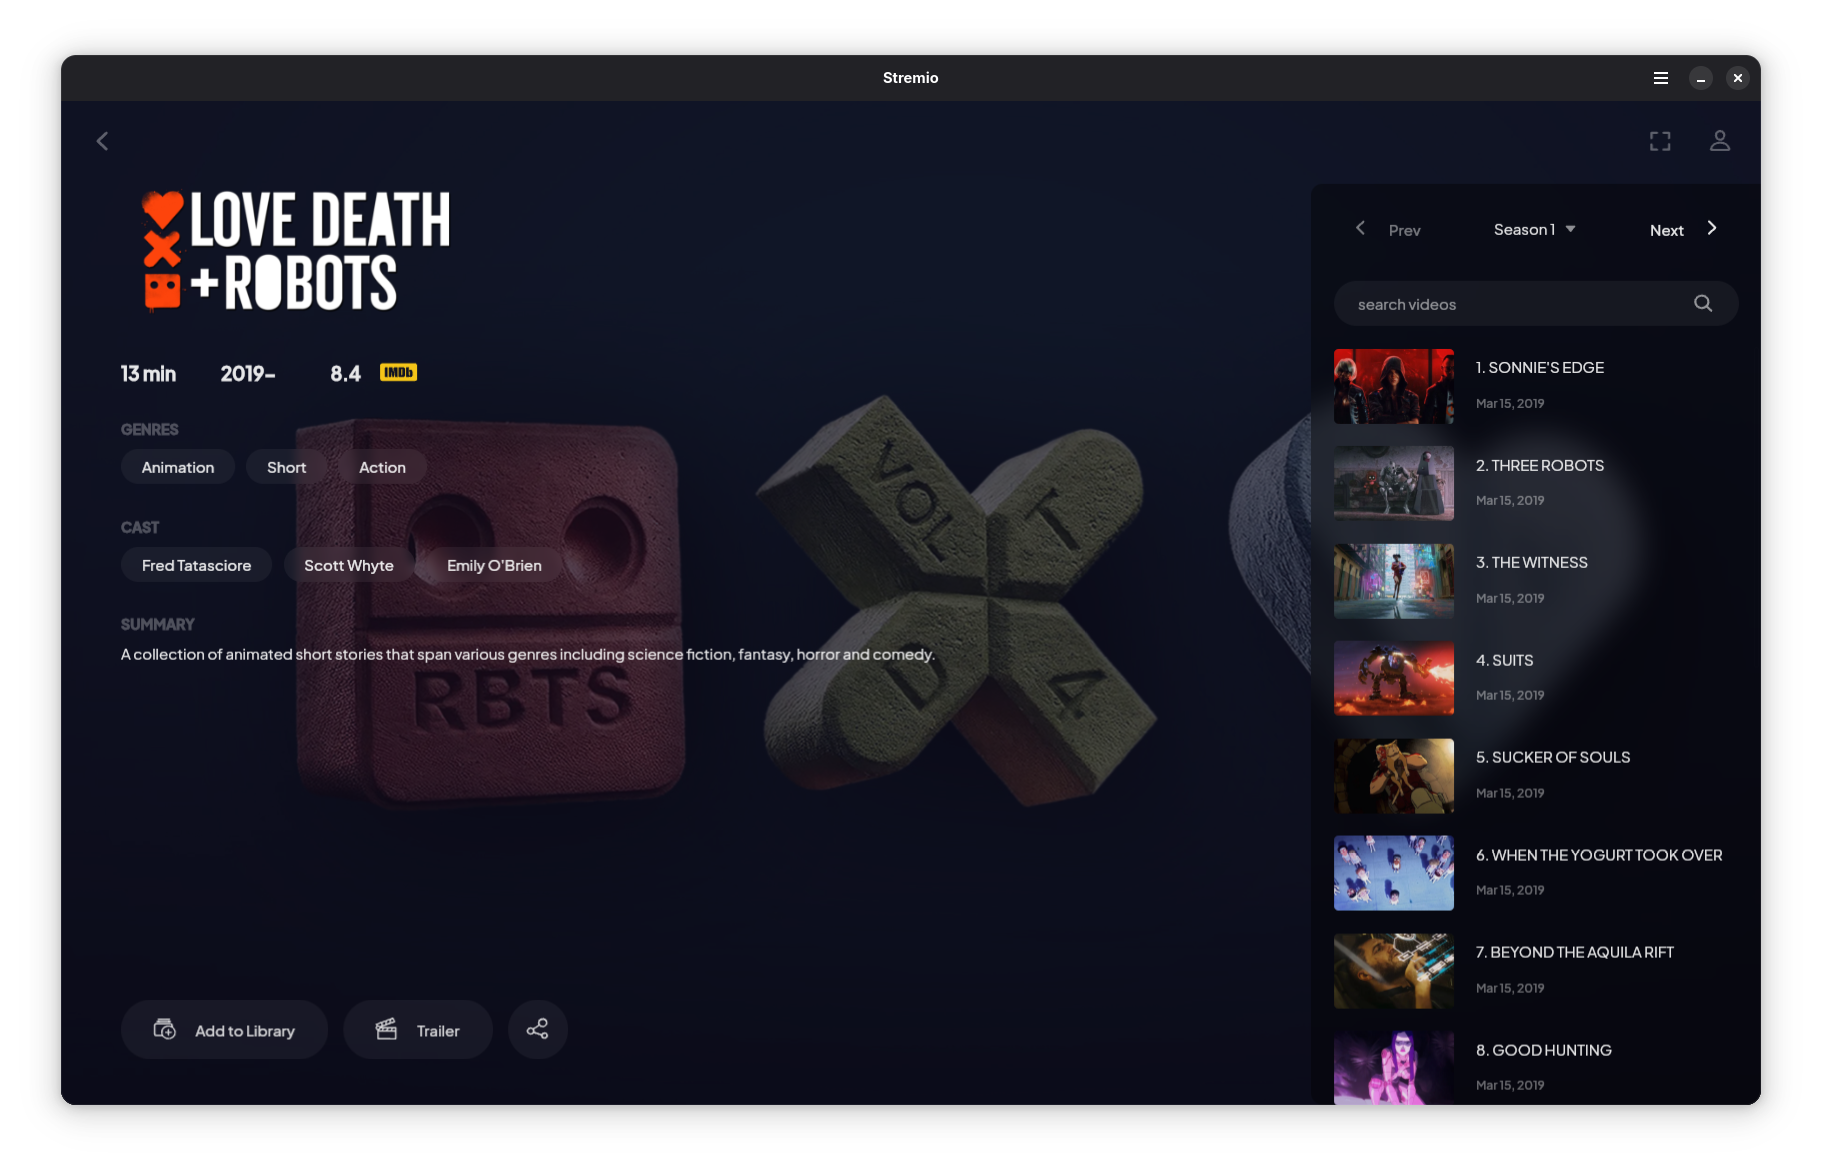 Stremio
LOVE DEATH
+ROBOTS
13 min 2019– 8.4 IMDb
GENRES
Animation Short Action
CAST
Fred Tatasciore Scott Whyte Emily O'Brien
SUMMARY
A collection of animated short stories that span various genres including science fiction, fantasy, horror and comedy.
RBTS
VOL
T
D
4
Add to Library Trailer
Prev Season 1 Next
search videos
1. SONNIE'S EDGE
Mar 15, 2019
2. THREE ROBOTS
Mar 15, 2019
3. THE WITNESS
Mar 15, 2019
4. SUITS
Mar 15, 2019
5. SUCKER OF SOULS
Mar 15, 2019
6. WHEN THE YOGURT TOOK OVER
Mar 15, 2019
7. BEYOND THE AQUILA RIFT
Mar 15, 2019
8. GOOD HUNTING
Mar 15, 2019